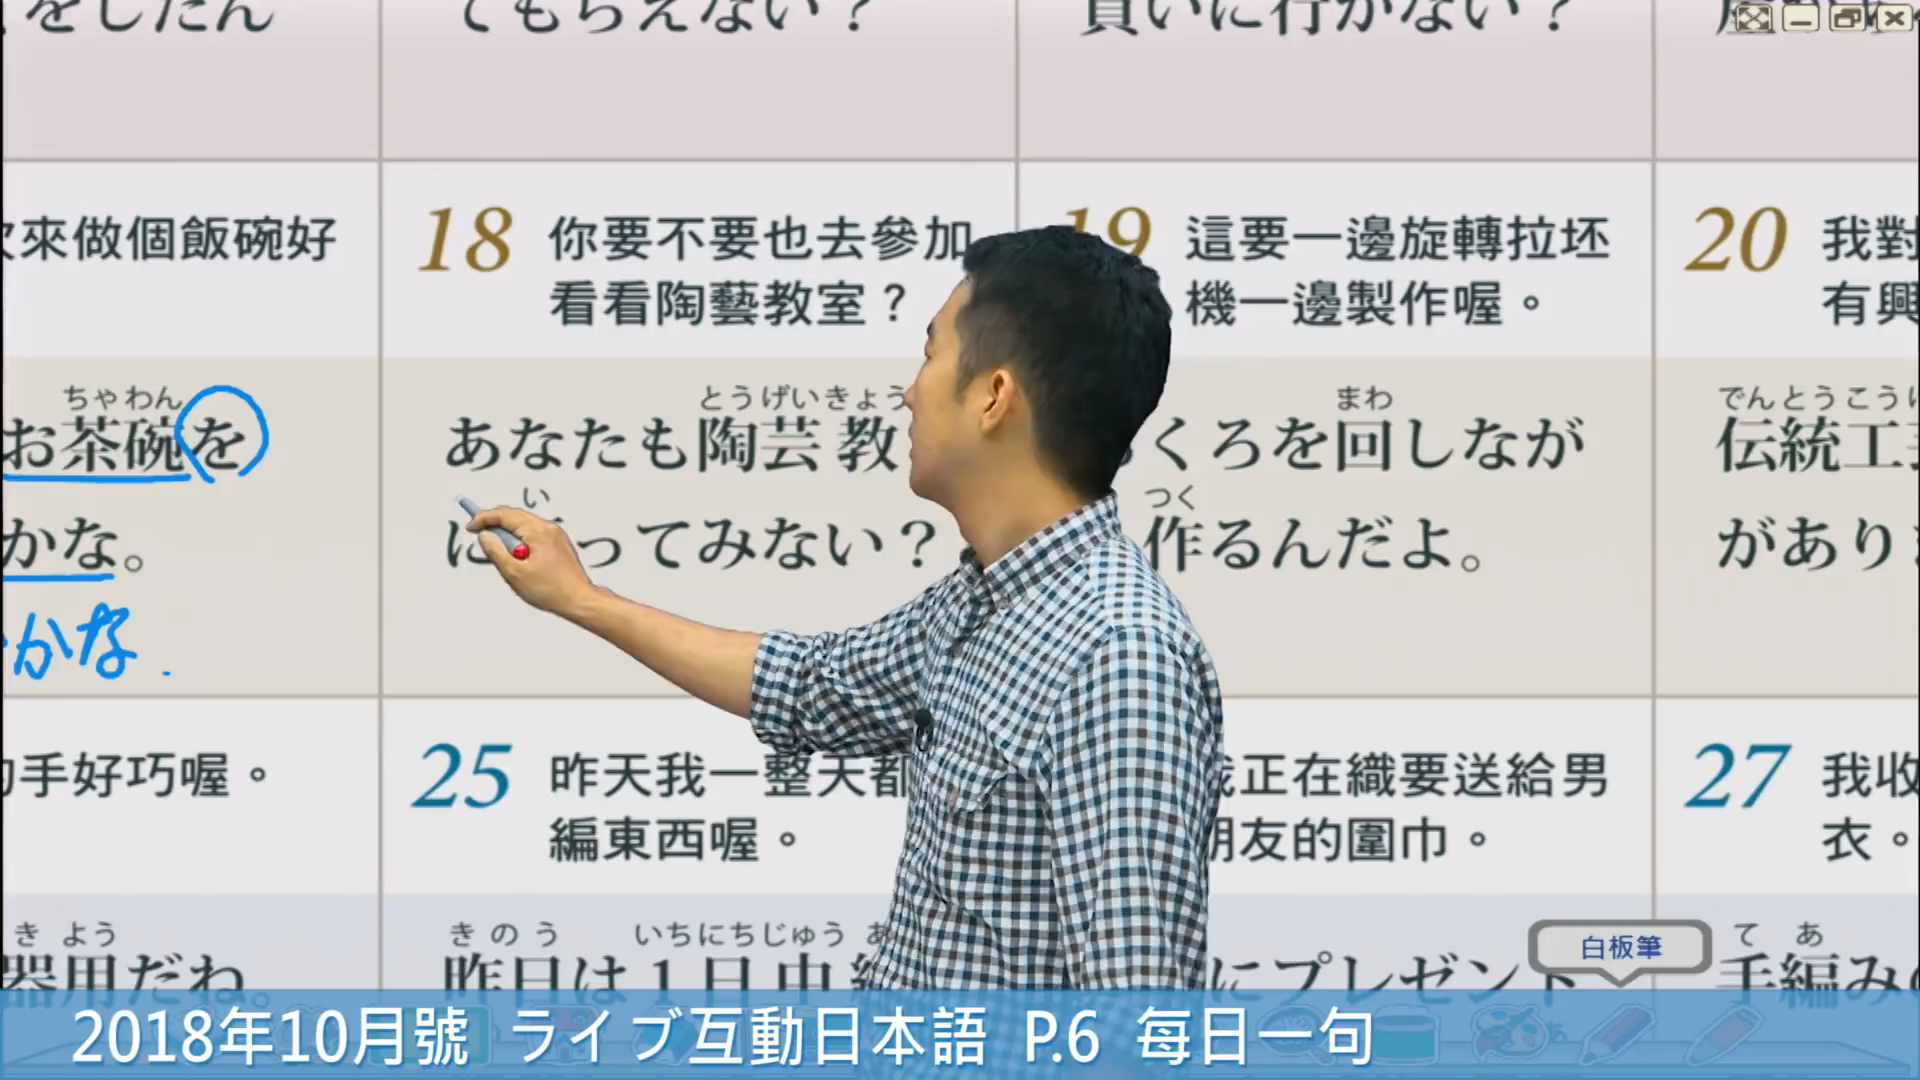 をしたん
てもらえない？
買いに行かない？
來做個飯碗好
18 你要不要也去參加
看看陶藝教室？
19 這要一邊旋轉拉坯
機一邊製作喔。
20 我對
有興
ちゃわん
お茶碗を
かな。
かな
とうげいきょう
あなたも陶芸教
い
に ってみない？
まわ
くろを回しなが
つく
作るんだよ。
でんとうこう
伝統工
があり
手好巧喔。
25 昨天我一整天都
編東西喔。
我正在織要送給男
朋友的圍巾。
27 我收
衣。
きよう
器用だね。
きのう いちにちじゅう あ
昨日は1日中編
にプレゼント
てあ
手編みの
白板筆
2018年10月號 ライブ互動日本語 P.6 每日一句